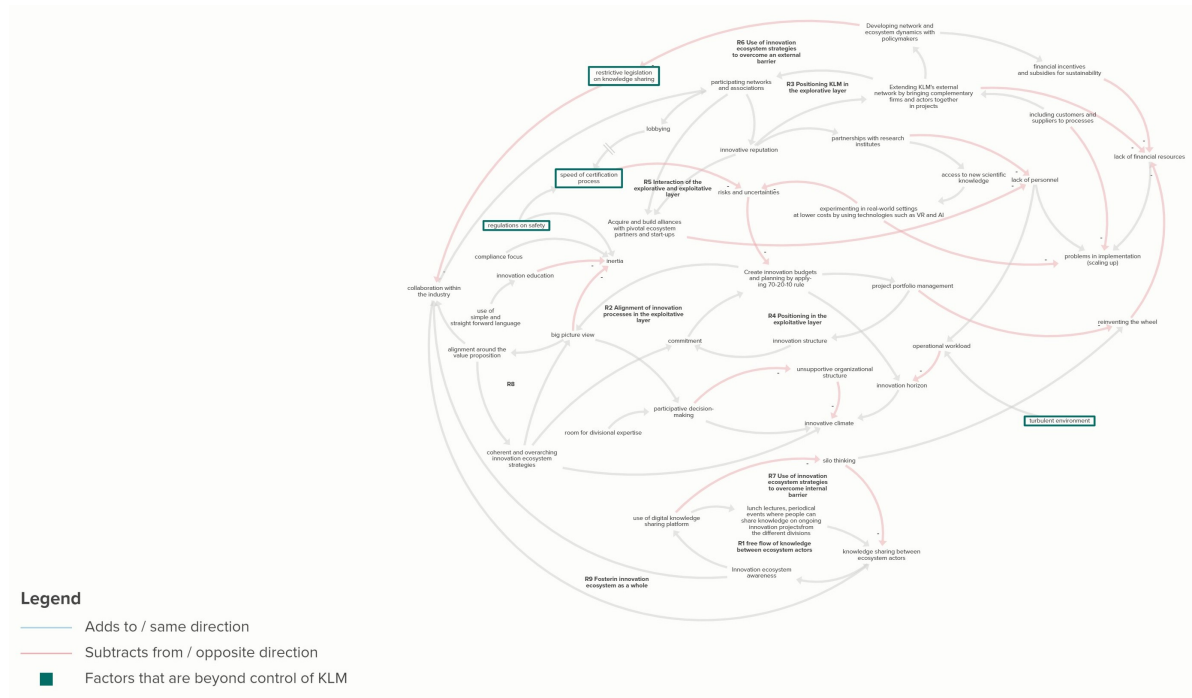 Developing network and
ecosystem dynamics with
policymakers
R6 Use of innovation
ecosystem strategies
to overcome an external
barrier
financial incentives
and subsidies for sustainability
restrictive legislation
on knowledge sharing
participating networks
and associations
R3 Positioning KLM in
the explorative layer
Extending KLM's external
network by bringing complementary
firms and actors together
in projects
including customers and
suppliers to processes
lobbying
innovative reputation
partnerships with research
institutes
lack of financial resources
speed of certification
process
R5 Interaction of the
explorative and exploitative
layer
risks and uncertainties
access to new scientific
knowledge
lack of personnel
experimenting in real-world settings
at lower costs by using technologies such as VR and AI
regulations on safety
Acquire and build alliances
with pivotal ecosystem
partners and start-ups
compliance focus
inertia
problems in implementation
(scaling up)
innovation education
Create innovation budgets
and planning by apply-
ing 70-20-10 rule
project portfolio management
collaboration within
the industry
use of
simple and
straight forward language
R2 Alignment of innovation
processes in the exploitative
layer
R4 Positioning in the
exploitative layer
reinventing the wheel
big picture view
commitment
innovation structure
operational workload
alignment around the
value proposition
unsupportive organizational
structure
innovation horizon
R8
participative decision-
making
innovative climate
turbulent environment
room for divisional expertise
coherent and overarching
innovation ecosystem
strategies
silo thinking
R7 Use of innovation
ecosystem strategies
to overcome internal
barrier
use of digital knowledge
sharing platform
lunch lectures, periodical
events where people can
share knowledge on ongoing
innovation projectsfrom
the different divisions
R1 free flow of knowledge
between ecosystem actors
knowledge sharing between
ecosystem actors
Innovation ecosystem
awareness
R9 Fosterin innovation
ecosystem as a whole
Legend
Adds to / same direction
Subtracts from / opposite direction
Factors that are beyond control of KLM